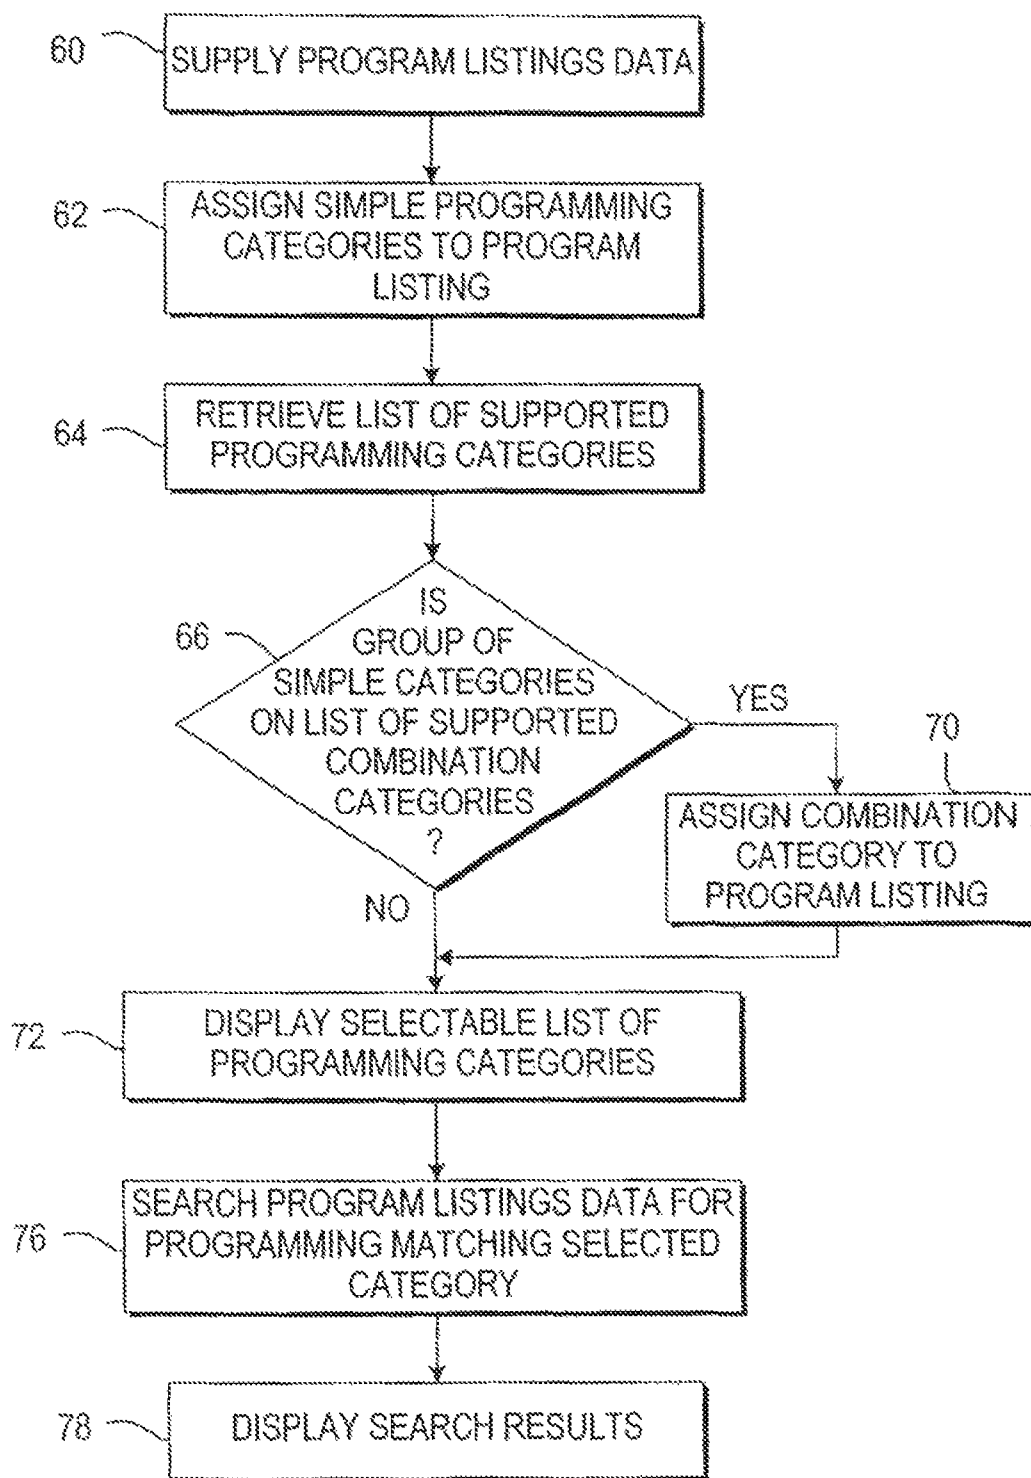 60
SUPPLY PROGRAM LISTINGS DATA
62
ASSIGN SIMPLE PROGRAMMING
CATEGORIES TO PROGRAM
LISTING
64
RETRIEVE LIST OF SUPPORTED
PROGRAMMING CATEGORIES
66
IS
GROUP OF
SIMPLE CATEGORIES
ON LIST OF SUPPORTED
COMBINATION
CATEGORIES
?
YES
70
ASSIGN COMBINATION
CATEGORY TO
PROGRAM LISTING
NO
72
DISPLAY SELECTABLE LIST OF
PROGRAMMING CATEGORIES
76
SEARCH PROGRAM LISTINGS DATA FOR
PROGRAMMING MATCHING SELECTED
CATEGORY
78
DISPLAY SEARCH RESULTS